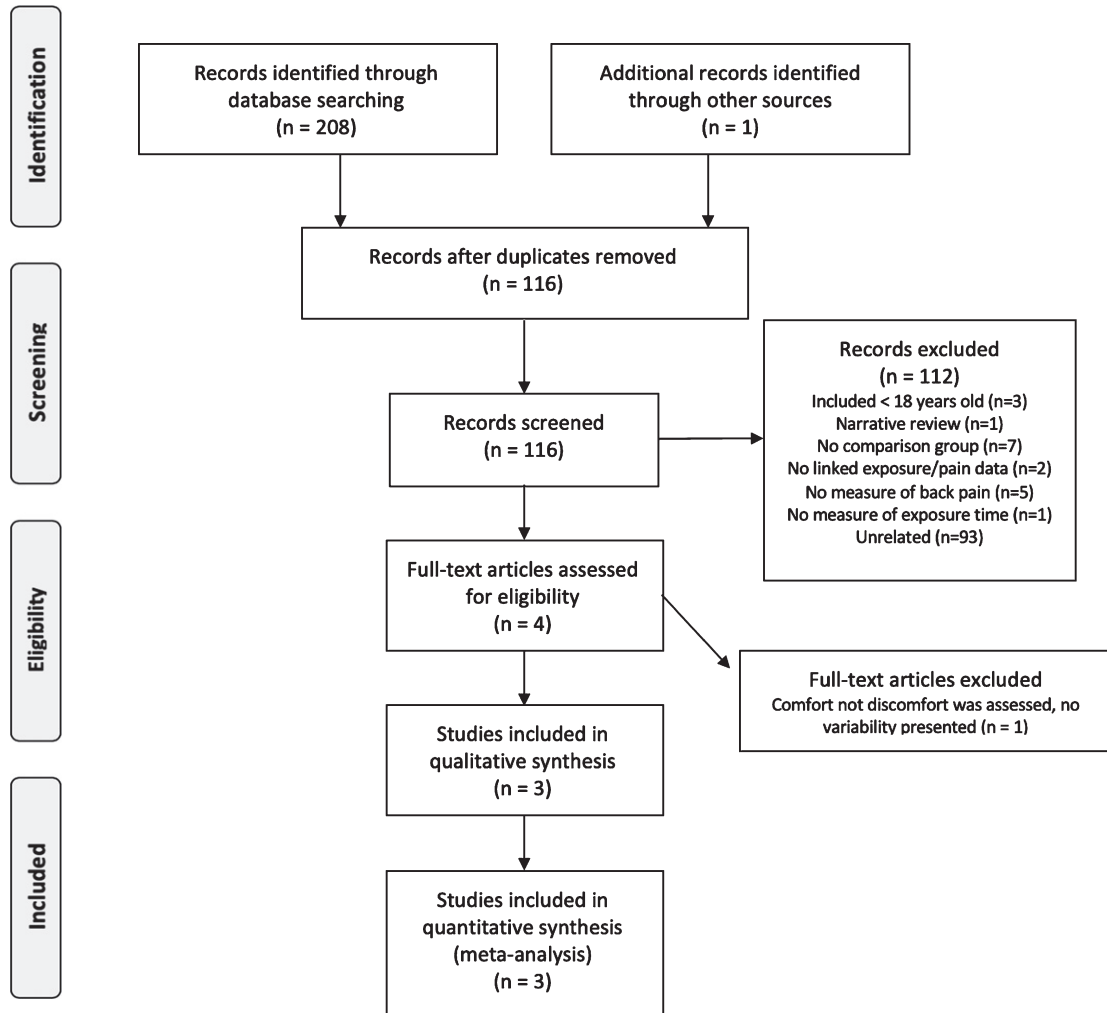 Identification
Records identified through
database searching
(n = 208)
Additional records identified
through other sources
(n = 1)
Records after duplicates removed
(n = 116)
Screening
Records screened
(n = 116)
Records excluded
(n = 112)
Included < 18 years old (n=3)
Narrative review (n=1)
No comparison group (n=7)
No linked exposure/pain data (n=2)
No measure of back pain (n=5)
No measure of exposure time (n=1)
Unrelated (n=93)
Eligibility
Full-text articles assessed
for eligibility
(n = 4)
Full-text articles excluded
Comfort not discomfort was assessed, no
variability presented (n = 1)
Studies included in
qualitative synthesis
(n = 3)
Included
Studies included in
quantitative synthesis
(meta-analysis)
(n = 3)